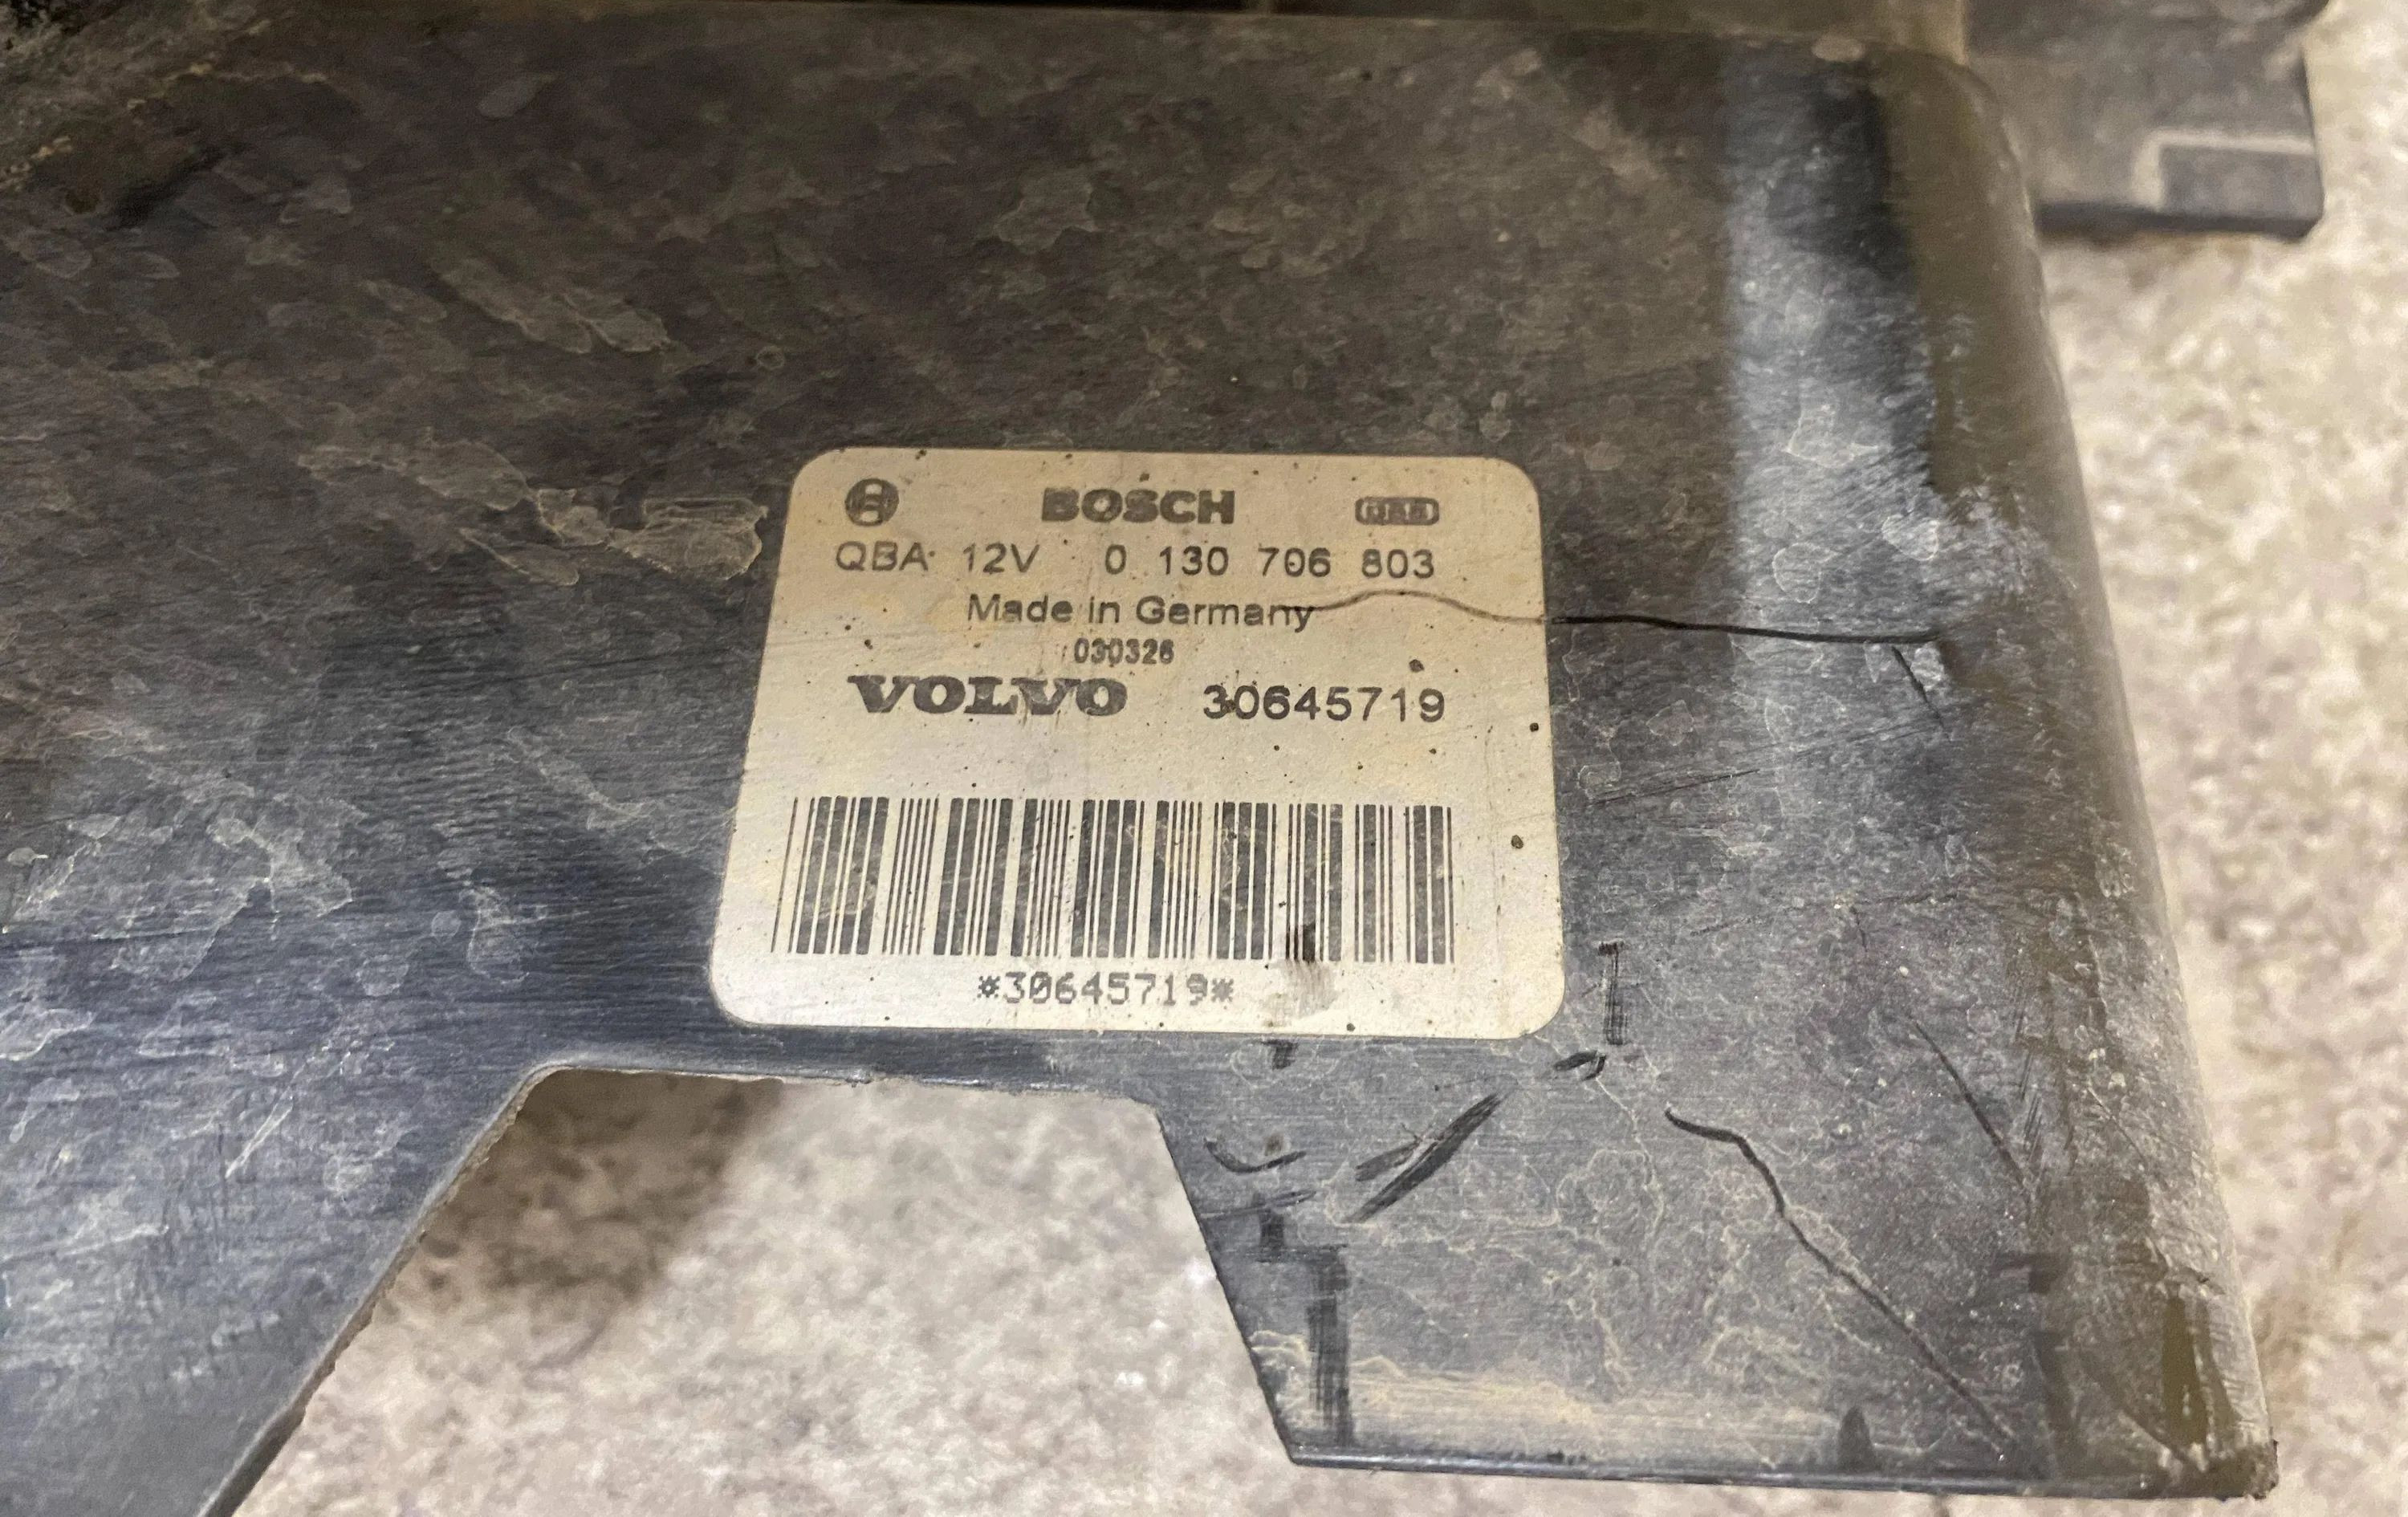 BOSCH
QBA 12V 0 130 706 803
Made in Germany
030326
VOLVO 30645719
*30645719*